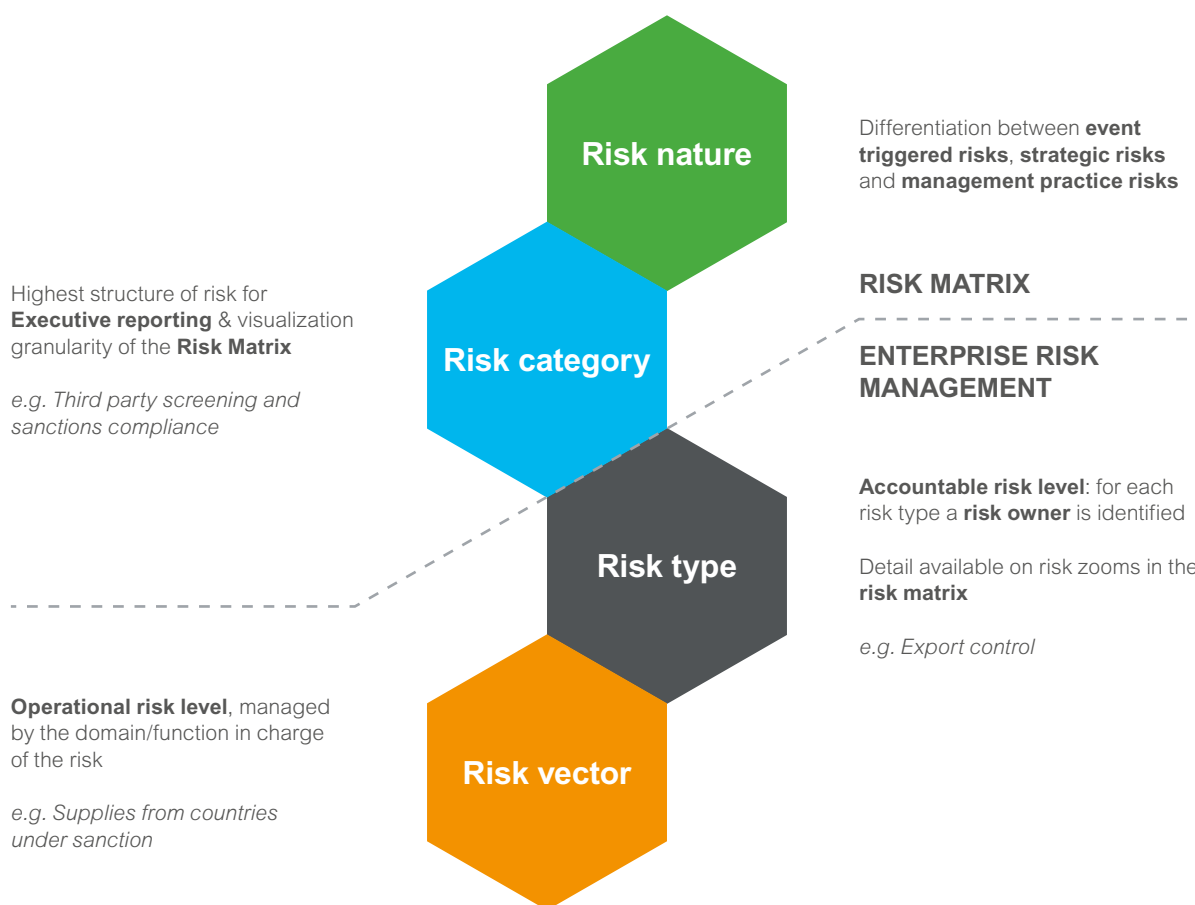 Risk nature
Differentiation between event
triggered risks, strategic risks
and management practice risks
Highest structure of risk for
Executive reporting & visualization
granularity of the Risk Matrix
e.g. Third party screening and
sanctions compliance
Risk category
RISK MATRIX
ENTERPRISE RISK
MANAGEMENT
Risk type
Accountable risk level: for each
risk type a risk owner is identified
Detail available on risk zooms in the
risk matrix
e.g. Export control
Operational risk level, managed
by the domain/function in charge
of the risk
e.g. Supplies from countries
under sanction
Risk vector